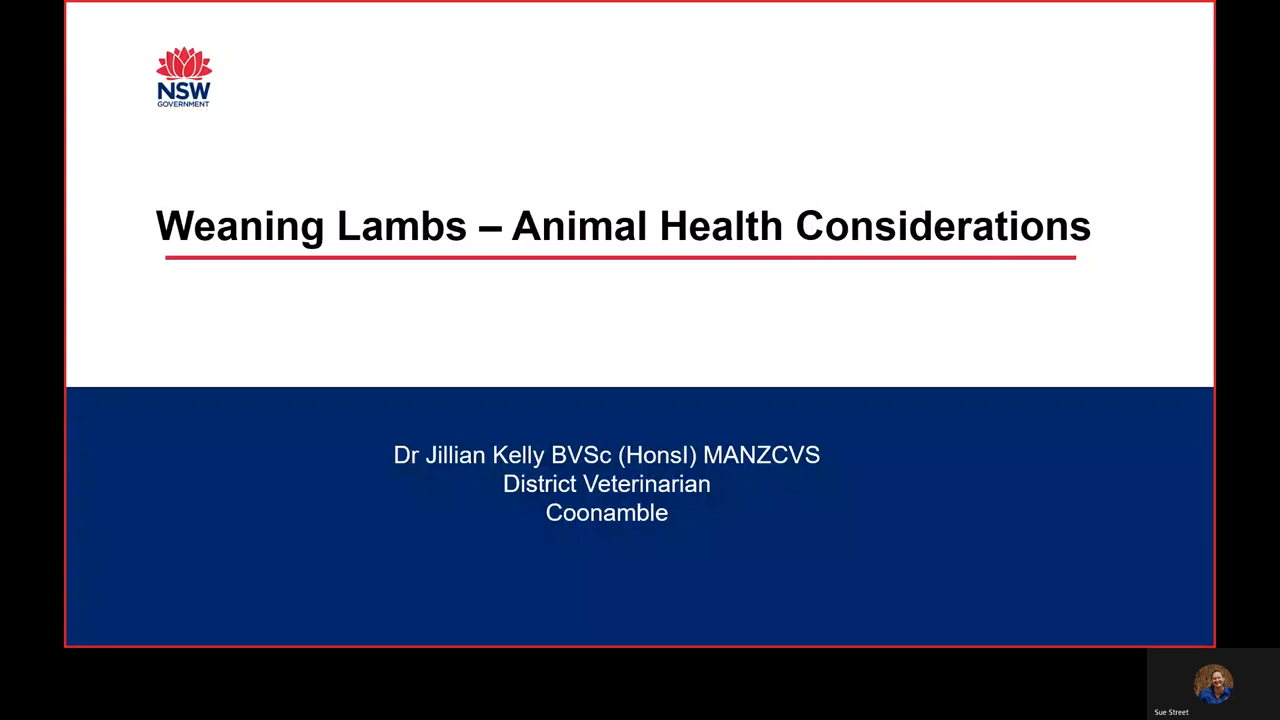 NSW
GOVERNMENT
Weaning Lambs – Animal Health Considerations
Dr Jillian Kelly BVSc (HonsI) MANZCVS
District Veterinarian
Coonamble
Sue Street